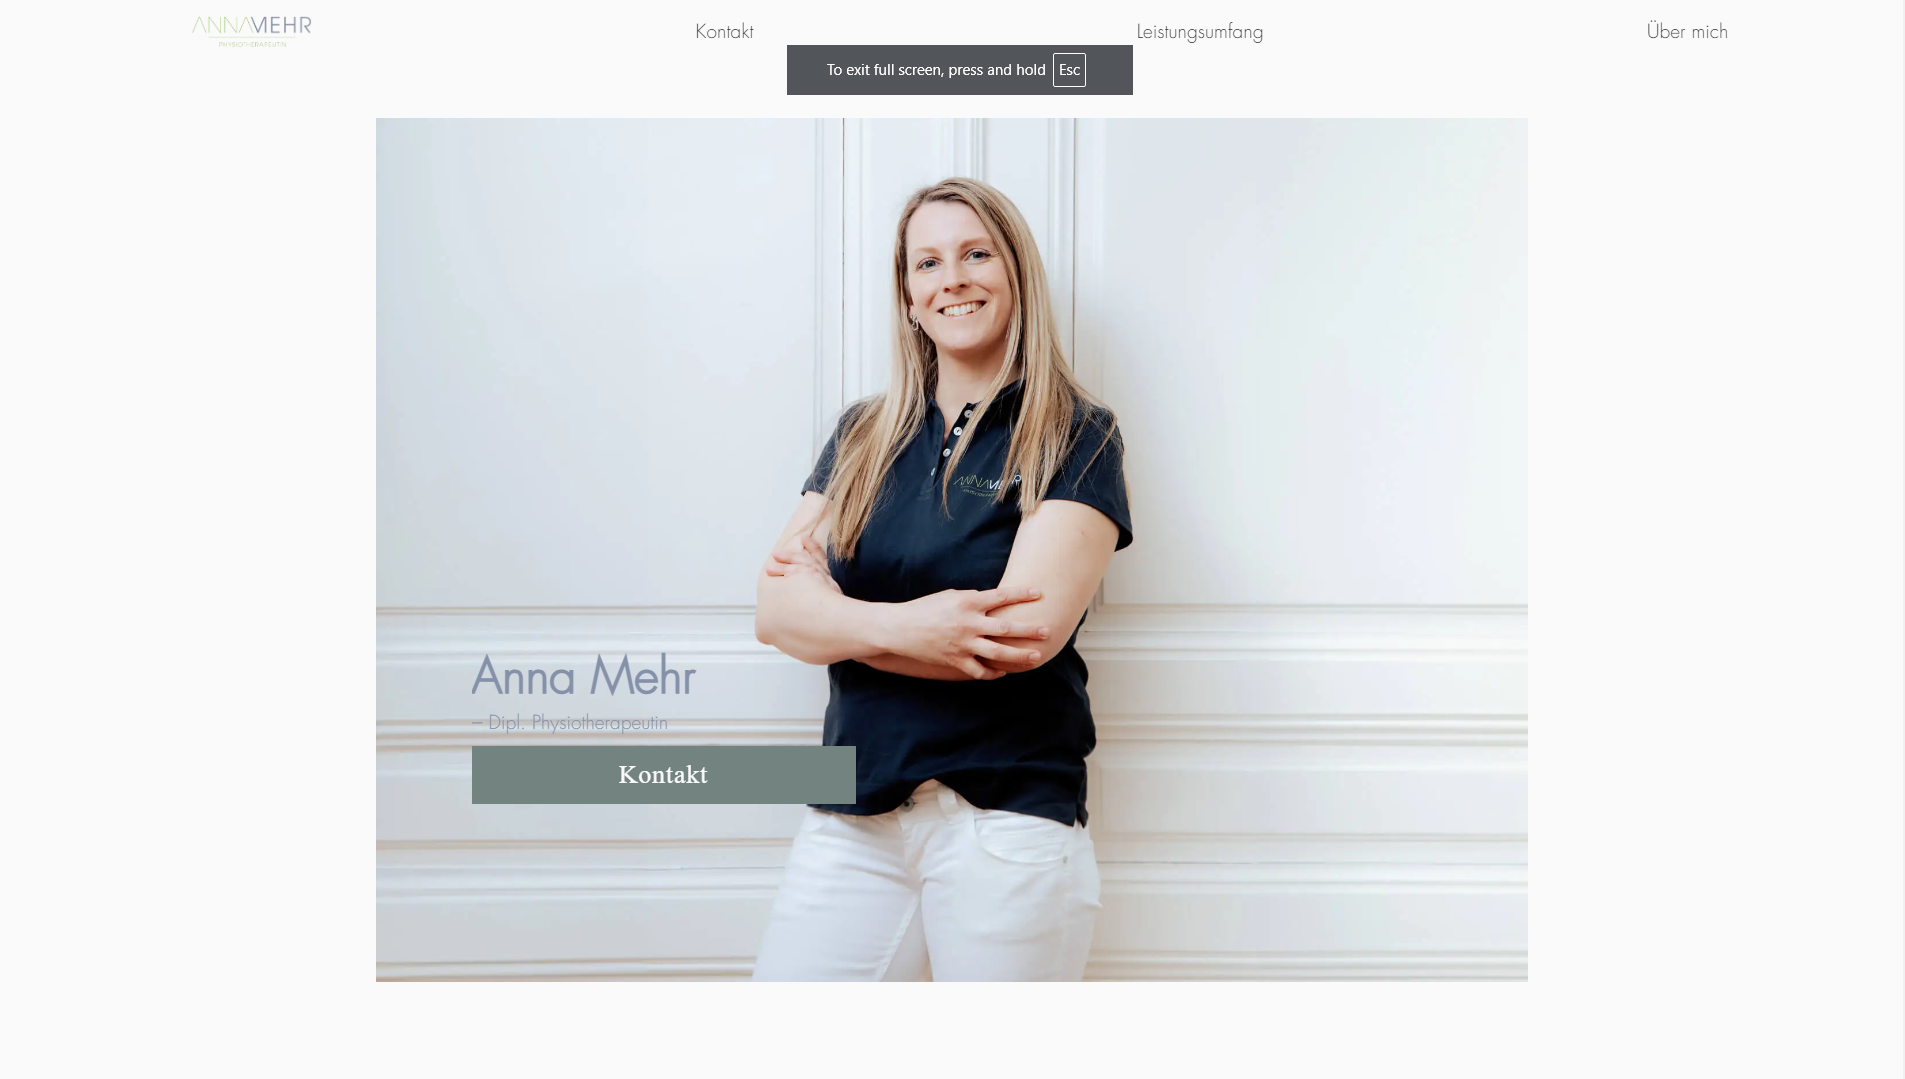 ANNAMEHR
PHYSIOTHERAPEUTIN
Kontakt
Leistungsumfang
Über mich
To exit full screen, press and hold Esc
ANNAMEHR
Anna Mehr
– Dipl. Physiotherapeutin
Kontakt